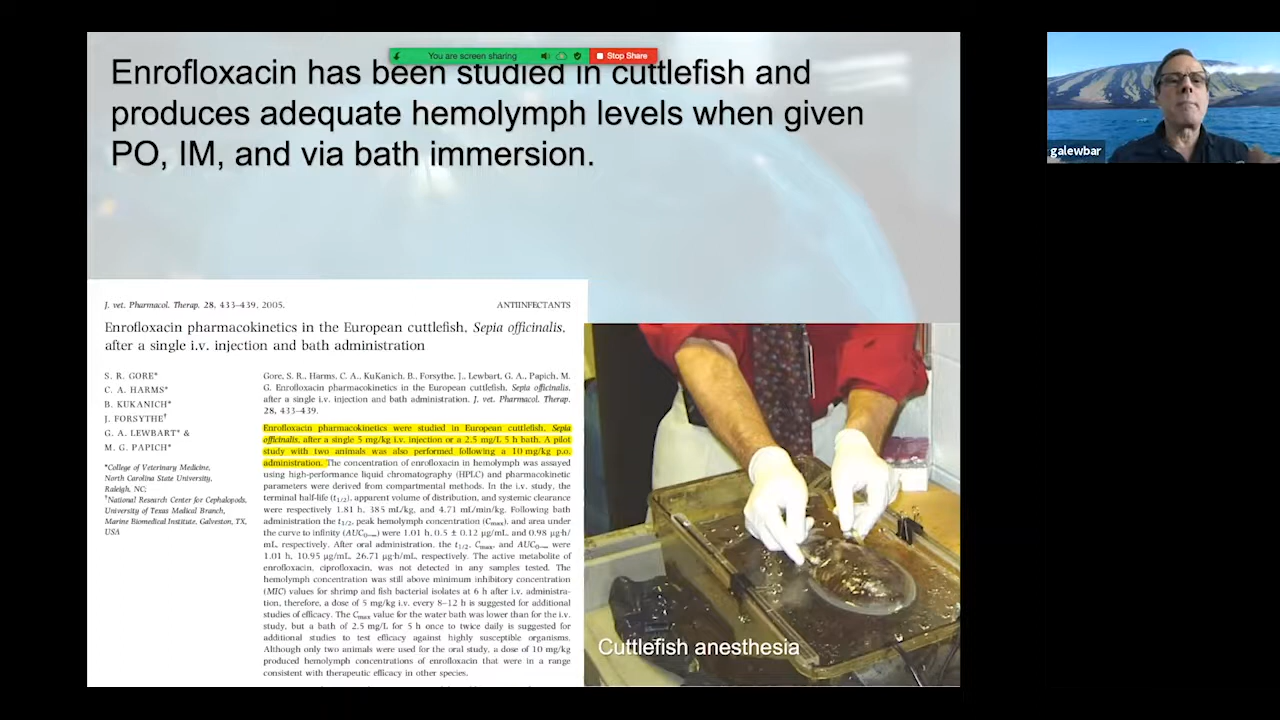 You are screen sharing
Stop Share
Enrofloxacin has been studied in cuttlefish and
produces adequate hemolymph levels when given
PO, IM, and via bath immersion.
galewbar
J. vet. Pharmacol. Therap. 28, 433–439, 2005.
ANTIINFECTANTS
Enrofloxacin pharmacokinetics in the European cuttlefish, Sepia officinalis,
after a single i.v. injection and bath administration
S. R. GORE*
C. A. HARMS*
B. KUKANICH*
J. FORSYTHE†
G. A. LEWBART* &
M. G. PAPICH*
*College of Veterinary Medicine,
North Carolina State University,
Raleigh, NC;
†National Research Center for Cephalopods,
University of Texas Medical Branch,
Marine Biomedical Institute, Galveston, TX,
USA
Gore, S. R., Harms, C. A., KuKanich, B., Forsythe, J., Lewbart, G. A., Papich, M.
G. Enrofloxacin pharmacokinetics in the European cuttlefish, Sepia officinalis,
after a single i.v. injection and bath administration. J. vet. Pharmacol. Therap.
28, 433–439.
Enrofloxacin pharmacokinetics were studied in European cuttlefish, Sepia
officinalis, after a single 5 mg/kg i.v. injection or a 2.5 mg/L 5 h bath. A pilot
study with two animals was also performed following a 10 mg/kg p.o.
administration. The concentration of enrofloxacin in hemolymph was assayed
using high-performance liquid chromatography (HPLC) and pharmacokinetic
parameters were derived from compartmental methods. In the i.v. study, the
terminal half-life (t1/2), apparent volume of distribution, and systemic clearance
were respectively 1.81 h, 385 mL/kg, and 4.71 mL/min/kg. Following bath
administration the t1/2, peak hemolymph concentration (Cmax), and area under
the curve to infinity (AUC0–∞) were 1.01 h, 0.5 ± 0.12 μg/mL, and 0.98 μg·h/
mL, respectively. After oral administration, the t1/2, Cmax, and AUC0–∞ were
1.01 h, 10.95 μg/mL, 26.71 μg·h/mL, respectively. The active metabolite of
enrofloxacin, ciprofloxacin, was not detected in any samples tested. The
hemolymph concentration was still above minimum inhibitory concentration
(MIC) values for shrimp and fish bacterial isolates at 6 h after i.v. administra-
tion, therefore, a dose of 5 mg/kg i.v. every 8–12 h is suggested for additional
studies of efficacy. The Cmax value for the water bath was lower than for the i.v.
study, but a bath of 2.5 mg/L for 5 h once to twice daily is suggested for
additional studies to test efficacy against highly susceptible organisms.
Although only two animals were used for the oral study, a dose of 10 mg/kg
produced hemolymph concentrations of enrofloxacin that were in a range
consistent with therapeutic efficacy in other species.
Cuttlefish anesthesia